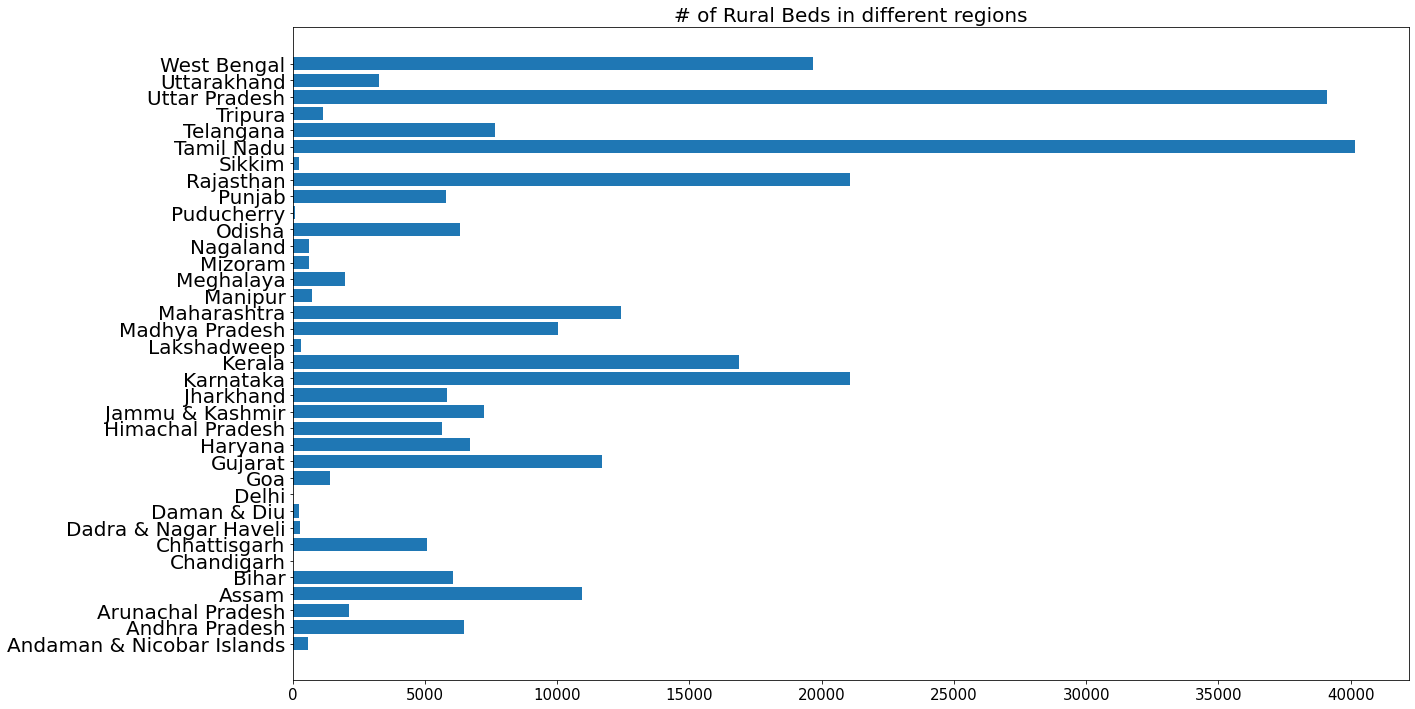 # of Rural Beds in different regions
West Bengal
Uttarakhand
Uttar Pradesh
Tripura
Telangana
Tamil Nadu
Sikkim
Rajasthan
Punjab
Puducherry
Odisha
Nagaland
Mizoram
Meghalaya
Manipur
Maharashtra
Madhya Pradesh
Lakshadweep
Kerala
Karnataka
Jharkhand
Jammu & Kashmir
Himachal Pradesh
Haryana
Gujarat
Goa
Delhi
Daman & Diu
Dadra & Nagar Haveli
Chhattisgarh
Chandigarh
Bihar
Assam
Arunachal Pradesh
Andhra Pradesh
Andaman & Nicobar Islands
0 5000 10000 15000 20000 25000 30000 35000 40000